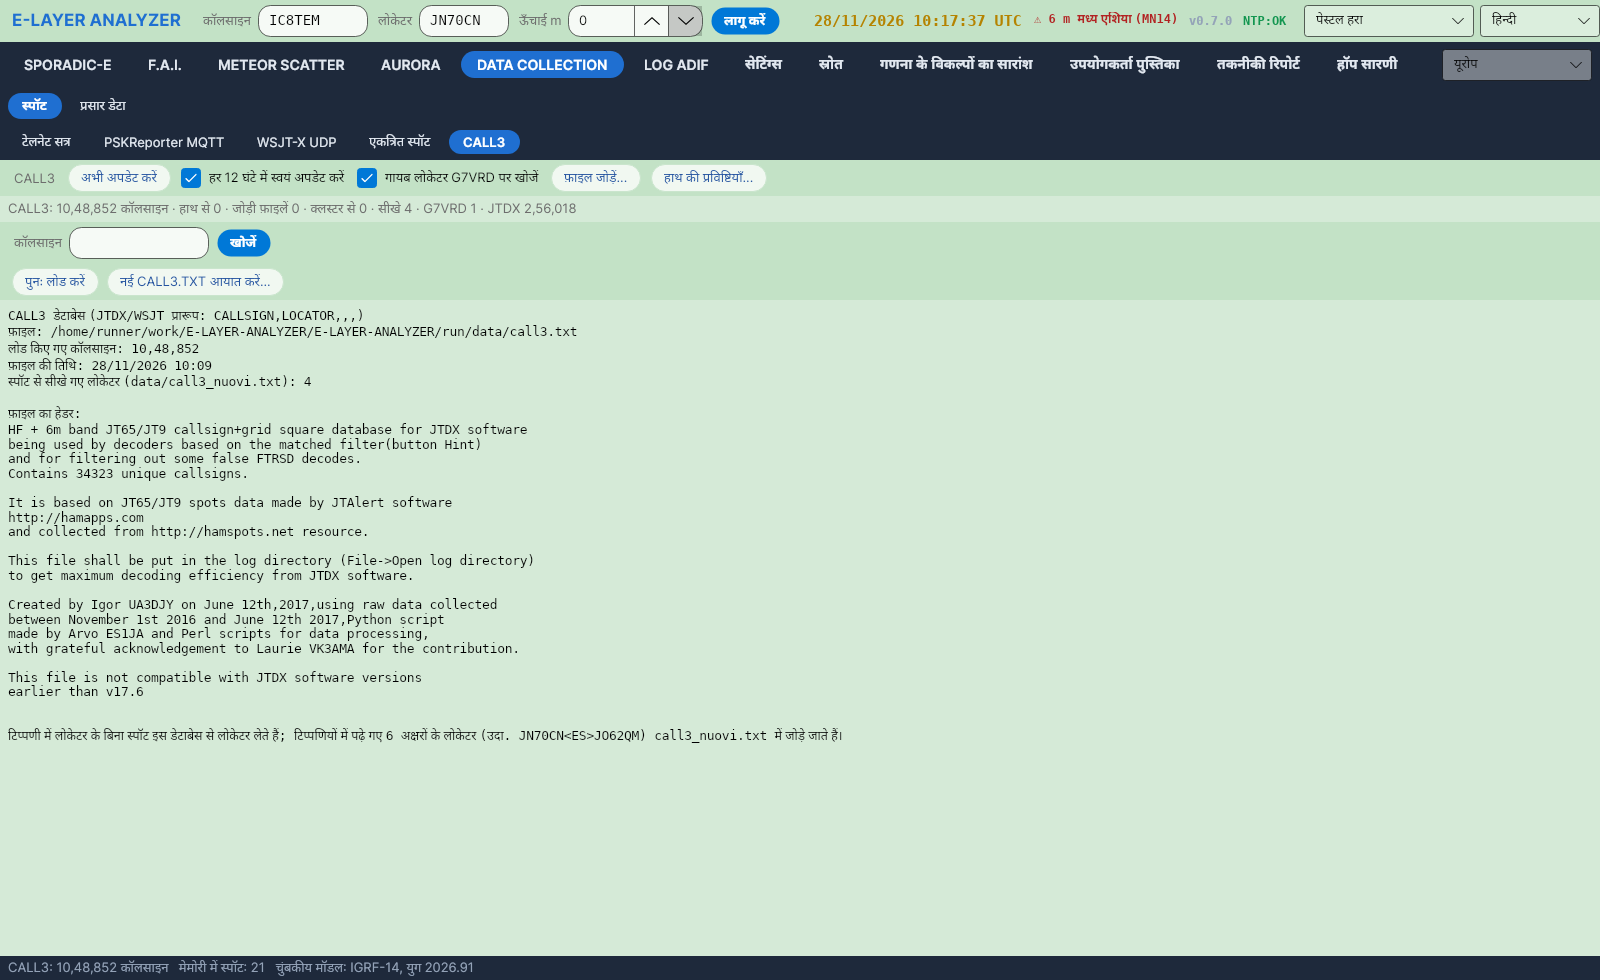 E-LAYER ANALYZER कॉलसाइन IC8TEM लोकेटर JN70CN ऊँचाई m 0 लागू करें 28/11/2026 10:17:37 UTC ⚠ 6 m मध्य एशिया (MN14) v0.7.0 NTP:OK पेस्टल हरा हिन्दी
SPORADIC-E F.A.I. METEOR SCATTER AURORA DATA COLLECTION LOG ADIF सेटिंग्स स्रोत गणना के विकल्पों का सारांश उपयोगकर्ता पुस्तिका तकनीकी रिपोर्ट हॉप सारणी यूरोप
स्पॉट प्रसार डेटा
टेलनेट सत्र PSKReporter MQTT WSJT-X UDP एकत्रित स्पॉट CALL3
CALL3 अभी अपडेट करें हर 12 घंटे में स्वयं अपडेट करें गायब लोकेटर G7VRD पर खोजें फ़ाइल जोड़ें... हाथ की प्रविष्टियाँ...
CALL3: 10,48,852 कॉलसाइन · हाथ से 0 · जोड़ी फ़ाइलें 0 · क्लस्टर से 0 · सीखे 4 · G7VRD 1 · JTDX 2,56,018
कॉलसाइन खोजें
पुनः लोड करें नई CALL3.TXT आयात करें...
CALL3 डेटाबेस (JTDX/WSJT प्रारूप: CALLSIGN,LOCATOR,,,)
फ़ाइल: /home/runner/work/E-LAYER-ANALYZER/E-LAYER-ANALYZER/run/data/call3.txt
लोड किए गए कॉलसाइन: 10,48,852
फ़ाइल की तिथि: 28/11/2026 10:09
स्पॉट से सीखे गए लोकेटर (data/call3_nuovi.txt): 4
फ़ाइल का हेडर:
HF + 6m band JT65/JT9 callsign+grid square database for JTDX software
being used by decoders based on the matched filter(button Hint)
and for filtering out some false FTRSD decodes.
Contains 34323 unique callsigns.
It is based on JT65/JT9 spots data made by JTAlert software
http://hamapps.com
and collected from http://hamspots.net resource.
This file shall be put in the log directory (File->Open log directory)
to get maximum decoding efficiency from JTDX software.
Created by Igor UA3DJY on June 12th,2017,using raw data collected
between November 1st 2016 and June 12th 2017,Python script
made by Arvo ES1JA and Perl scripts for data processing,
with grateful acknowledgement to Laurie VK3AMA for the contribution.
This file is not compatible with JTDX software versions
earlier than v17.6
टिप्पणी में लोकेटर के बिना स्पॉट इस डेटाबेस से लोकेटर लेते हैं; टिप्पणियों में पढ़े गए 6 अक्षरों के लोकेटर (उदा. JN70CN<ES>JO62QM) call3_nuovi.txt में जोड़े जाते हैं।
CALL3: 10,48,852 कॉलसाइन मेमोरी में स्पॉट: 21 चुंबकीय मॉडल: IGRF-14, युग 2026.91